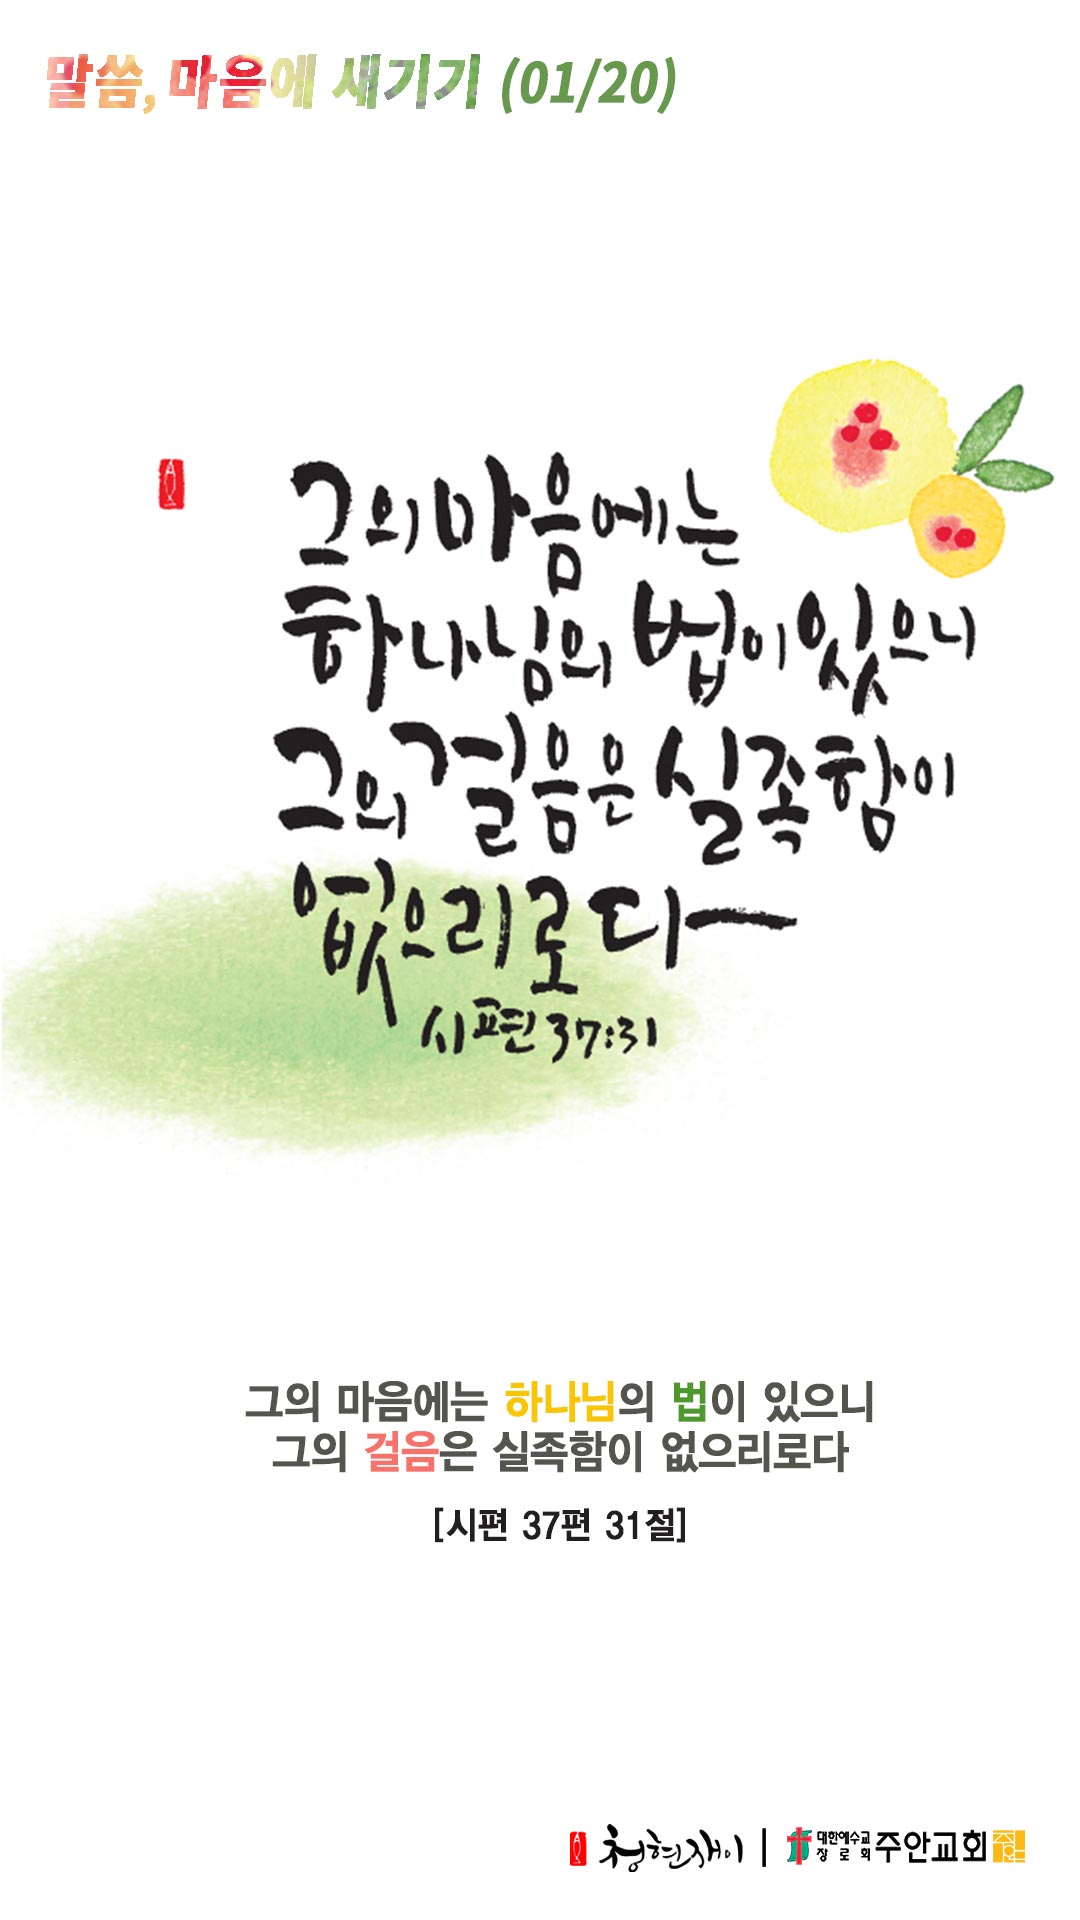 말씀, 마음에 새기기 (01/20)
그의 마음에는
하나님의 법이 있으니
그의 걸음은 실족함이
없으리로다
시편 37:31
그의 마음에는 하나님의 법이 있으니
그의 걸음은 실족함이 없으리로다
[시편 37편 31절]
청현재이 | 대한예수교 장로회 주안교회